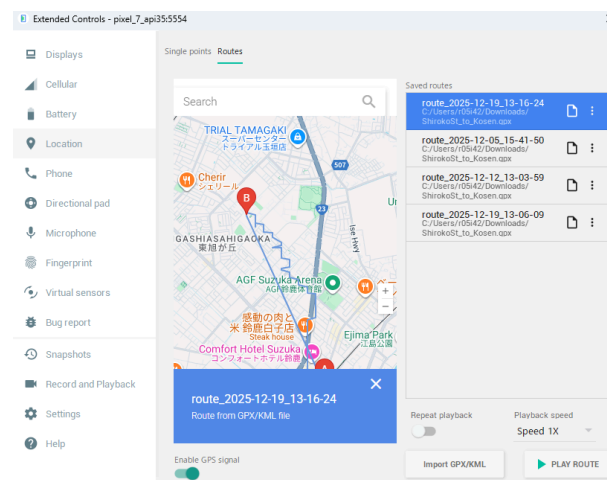 Extended Controls - pixel_7_api35:5554
Displays
Cellular
Battery
Location
Phone
Directional pad
Microphone
Fingerprint
Virtual sensors
Bug report
Snapshots
Record and Playback
Settings
Help
Single points Routes
Search
TRIAL TAMAGAKI
スーパーセンター
トライアル玉垣店
507
Cherir
シェリール
B
23
Ise Hwy
GASHIASAHIGAOKA
東旭が丘
AGF Suzuka Arena
AGF鈴鹿体育館
+
−
感動の肉と
米 鈴鹿白子店
Steak house
Ejima Park
江島公園
Comfort Hotel Suzuka
コンフォートホテル鈴鹿
A
route_2025-12-19_13-16-24
Route from GPX/KML file
Enable GPS signal
Saved routes
route_2025-12-19_13-16-24
C:/Users/r05i42/Downloads/
ShirokoSt_to_Kosen.gpx
route_2025-12-05_15-41-50
C:/Users/r05i42/Downloads/
ShirokoSt_to_Kosen.gpx
route_2025-12-12_13-03-59
C:/Users/r05i42/Downloads/
ShirokoSt_to_Kosen.gpx
route_2025-12-19_13-06-09
C:/Users/r05i42/Downloads/
ShirokoSt_to_Kosen.gpx
Repeat playback
Playback speed
Speed 1X
Import GPX/KML
PLAY ROUTE